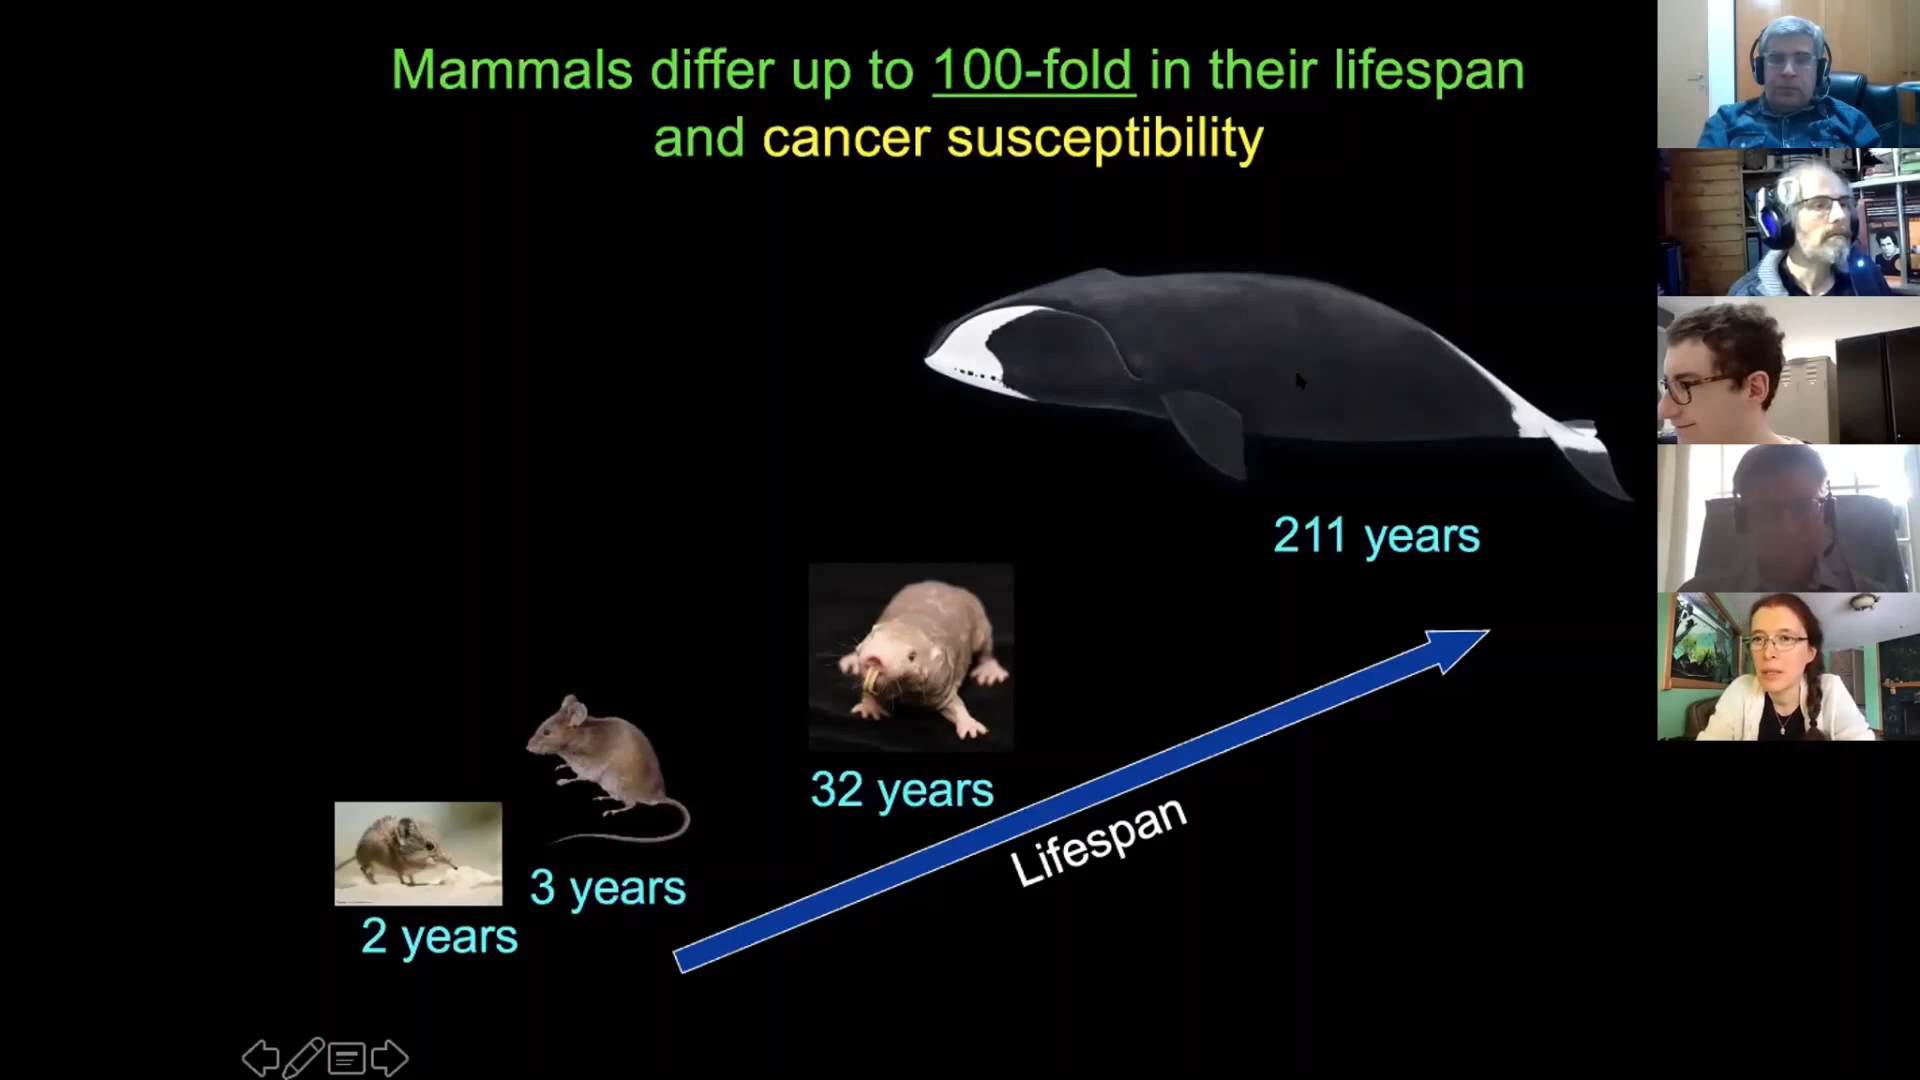 Mammals differ up to 100-fold in their lifespan
and cancer susceptibility
211 years
32 years
3 years
2 years
Lifespan